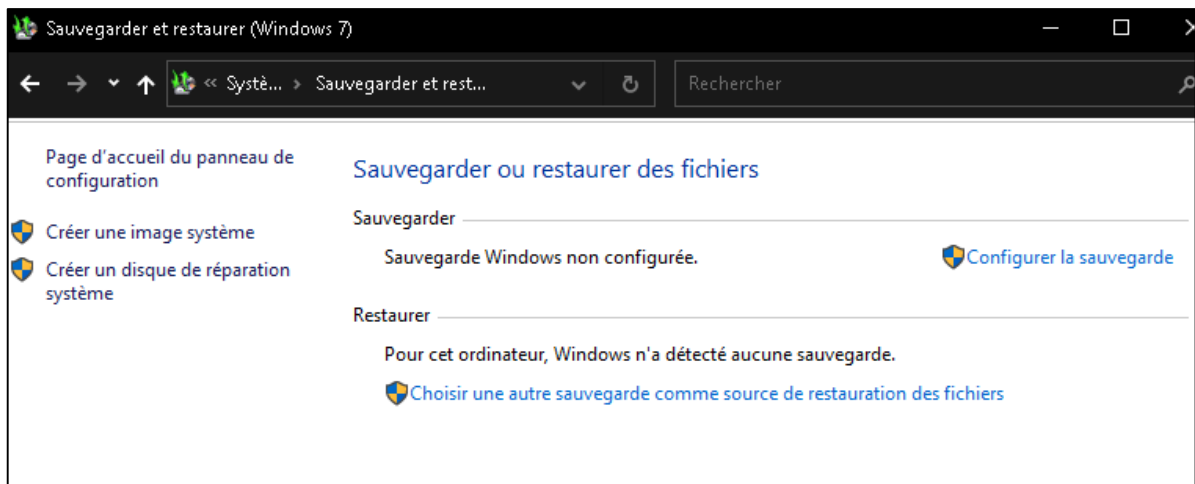 Sauvegarder et restaurer (Windows 7)
« Systè... > Sauvegarder et rest...
Rechercher
Page d'accueil du panneau de
configuration
Créer une image système
Créer un disque de réparation
système
Sauvegarder ou restaurer des fichiers
Sauvegarder
Sauvegarde Windows non configurée.
Configurer la sauvegarde
Restaurer
Pour cet ordinateur, Windows n'a détecté aucune sauvegarde.
Choisir une autre sauvegarde comme source de restauration des fichiers